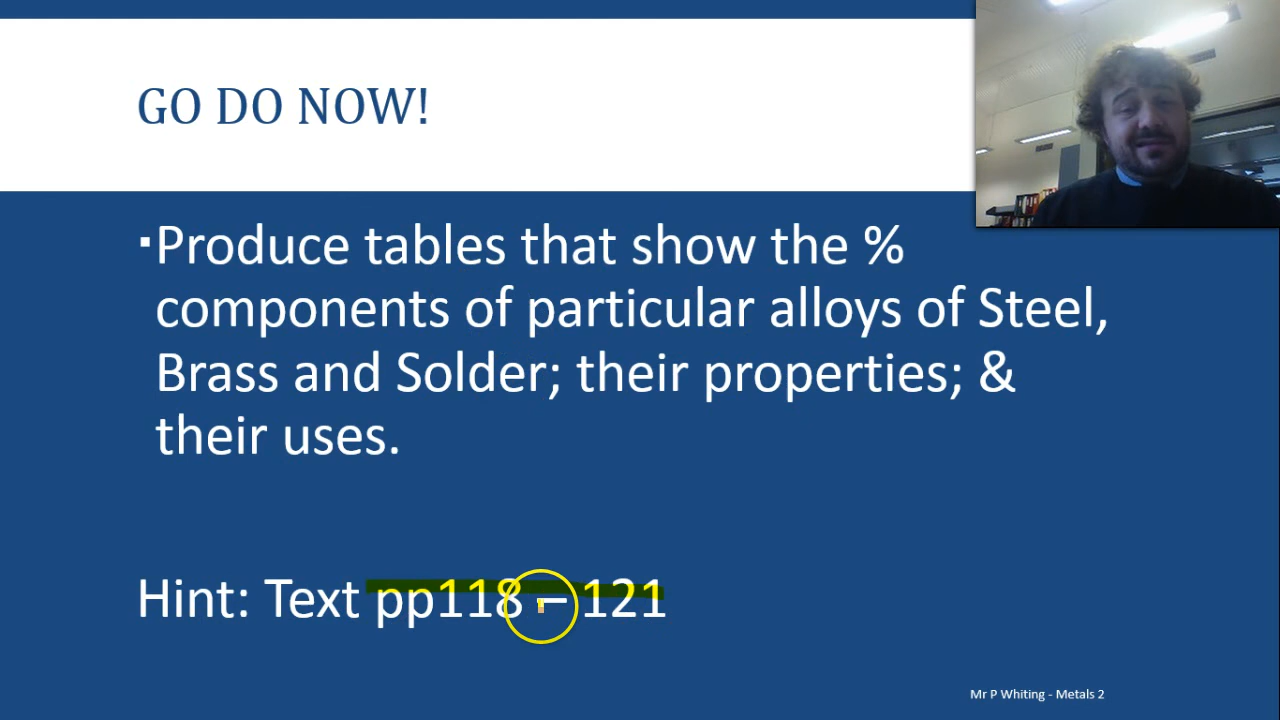 GO DO NOW!
▪Produce tables that show the %
components of particular alloys of Steel,
Brass and Solder; their properties; &
their uses.
Hint: Text pp118 – 121
Mr P Whiting - Metals 2